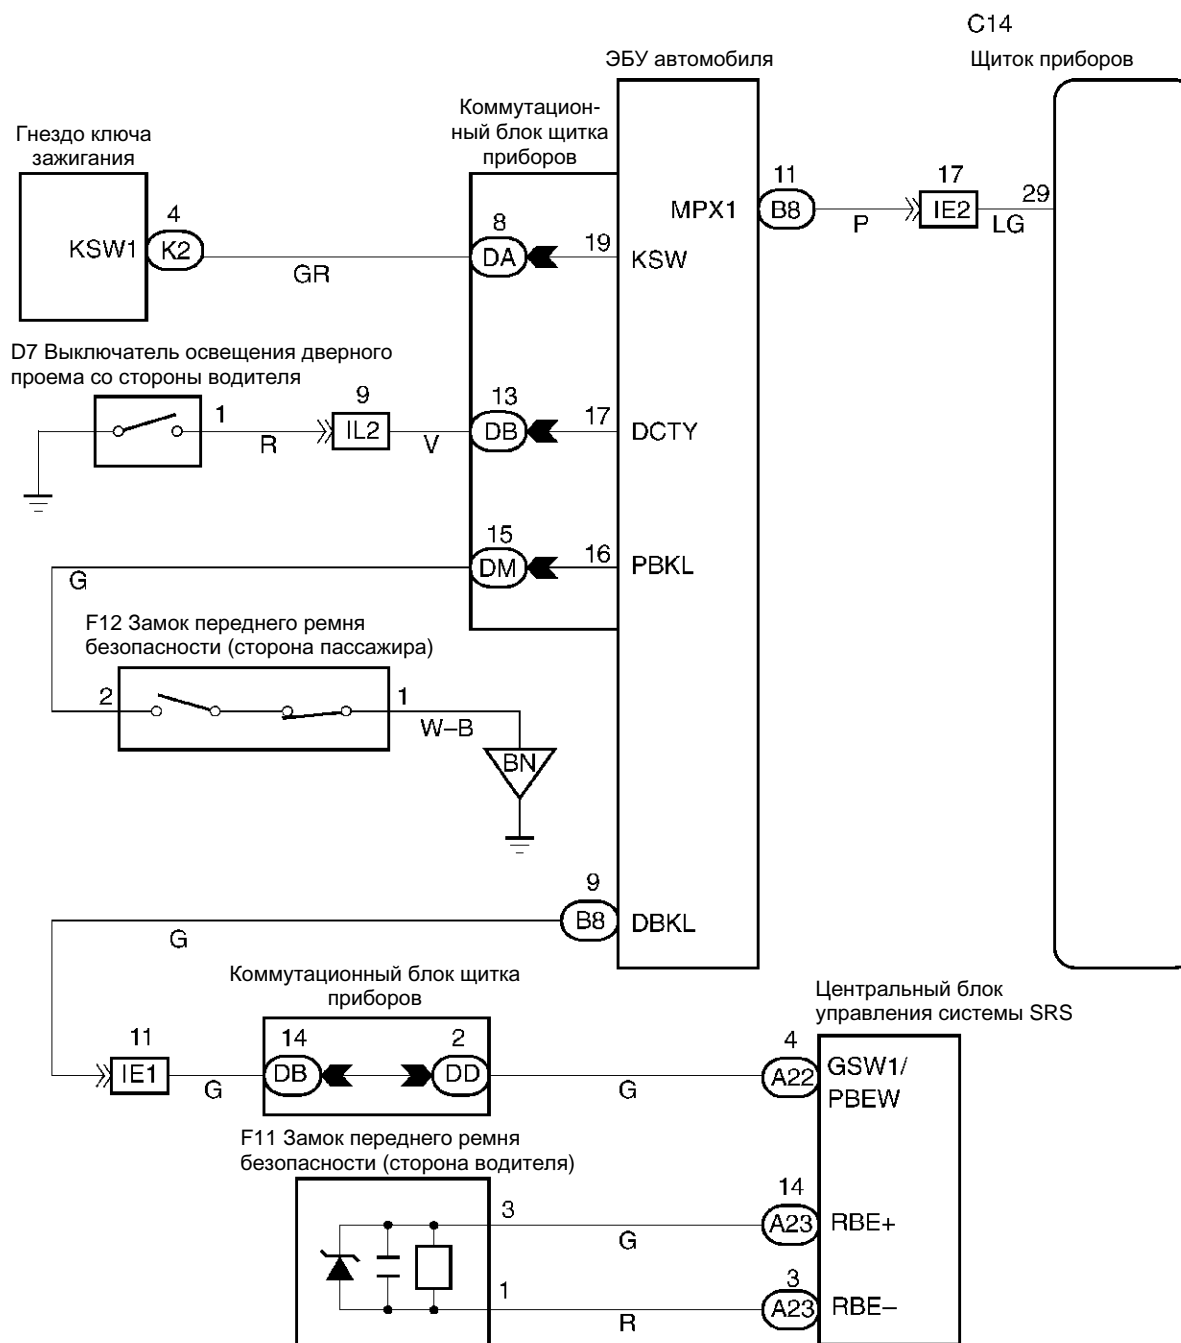 C14
ЭБУ автомобиля
Щиток приборов
Коммутацион-
ный блок щитка
приборов
Гнездо ключа
зажигания
KSW1
4
K2
GR
8
DA
19
KSW
MPX1
11
B8
P
17
IE2
LG
29
D7 Выключатель освещения дверного
проема со стороны водителя
1
R
9
IL2
V
13
DB
17
DCTY
15
DM
16
PBKL
G
F12 Замок переднего ремня
безопасности (сторона пассажира)
2
1
W–B
BN
9
B8
DBKL
G
Коммутационный блок щитка
приборов
11
IE1
G
14
DB
2
DD
G
Центральный блок
управления системы SRS
4
A22
GSW1/
PBEW
F11 Замок переднего ремня
безопасности (сторона водителя)
3
G
14
A23
RBE+
1
R
3
A23
RBE–